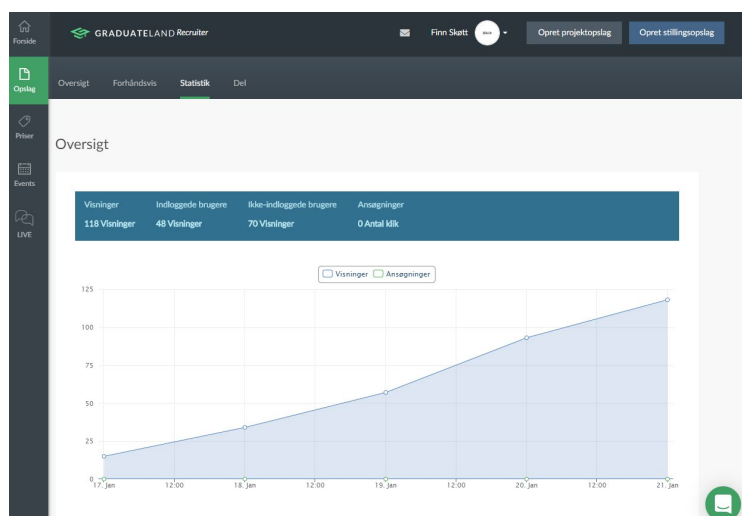 Forside
GRADUATELAND Recruiter
Finn Skøtt
Opret projektopslag
Opret stillingsopslag
Opslag
Oversigt
Forhåndsvis
Statistik
Del
Priser
Events
LIVE
Oversigt
Visninger Indloggede brugere Ikke-indloggede brugere Ansøgninger
118 Visninger 48 Visninger 70 Visninger 0 Antal klik
Visninger Ansøgninger
125
100
75
50
25
0
17. Jan 12:00 18. Jan 12:00 19. Jan 12:00 20. Jan 12:00 21. Jan